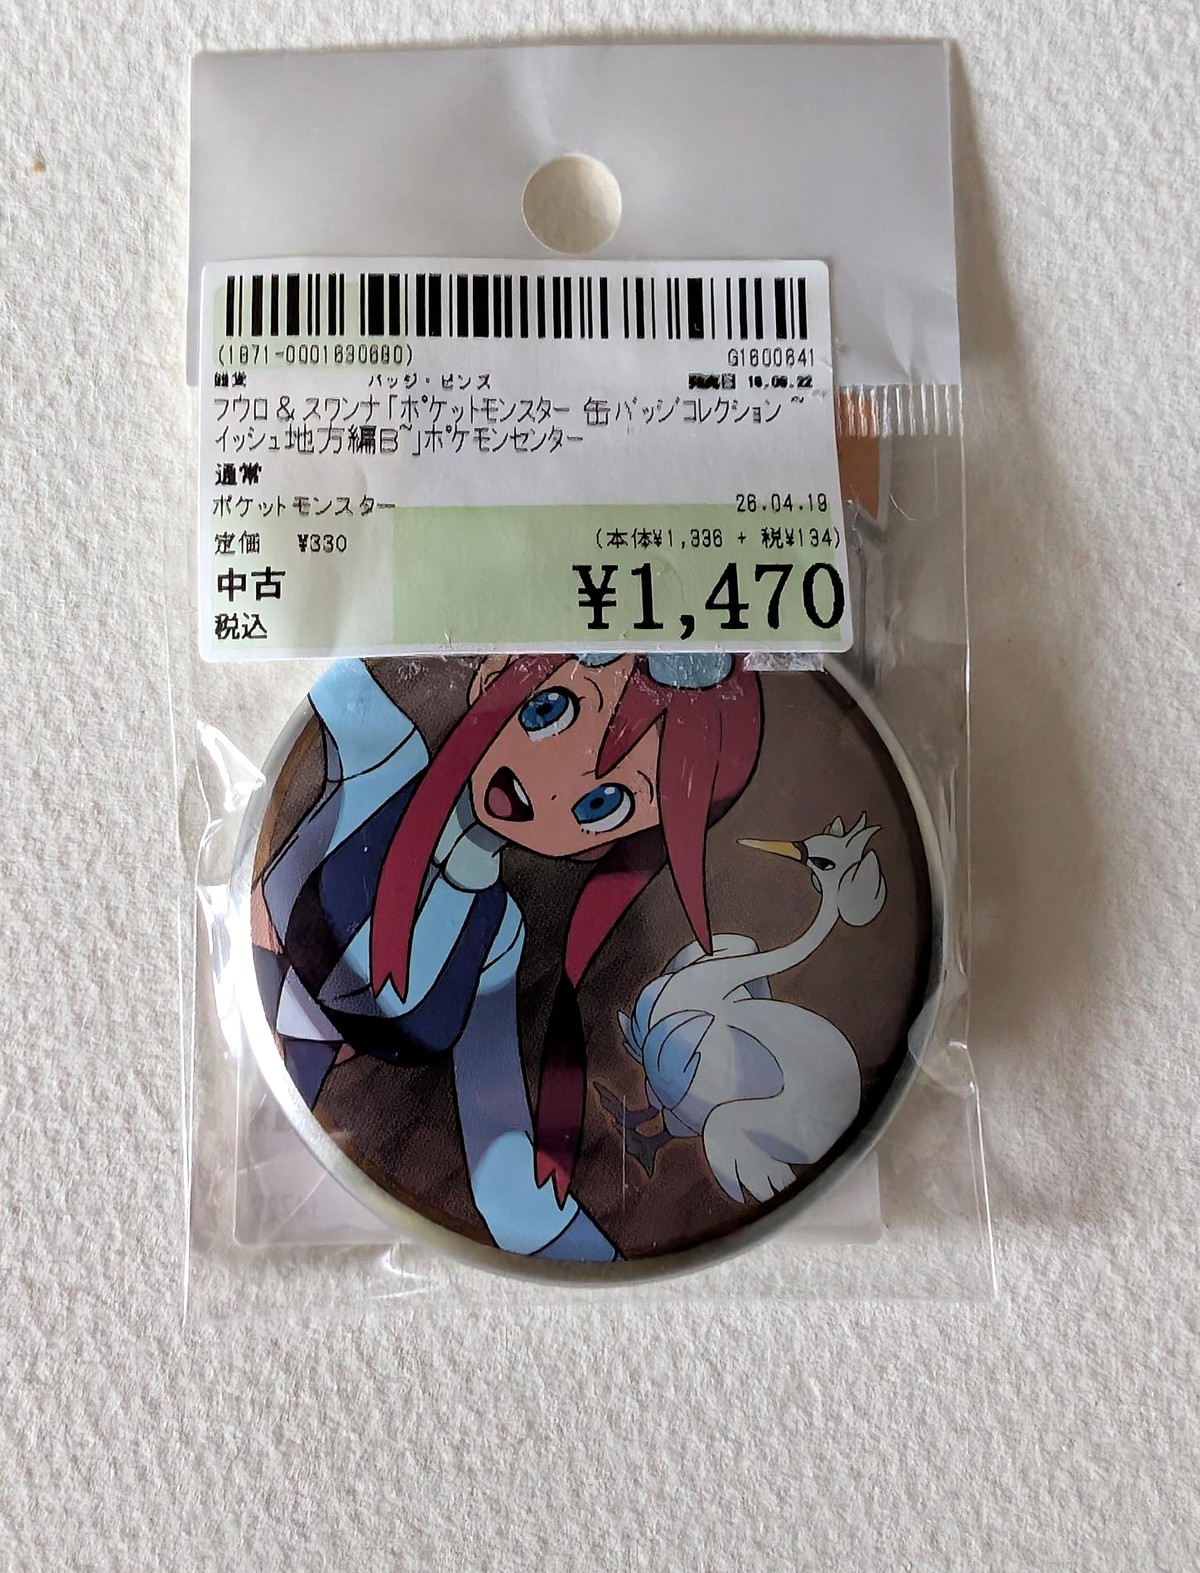 (1871-0001630680)
G1600641
雑貨 バッジ・ピンズ 発売日 16.09.22
フウロ & スワンナ「ポケットモンスター 缶バッジコレクション ~
イッシュ地方編B~」ポケモンセンター
通常
ポケットモンスター 26.04.19
定価 ¥330 (本体¥1,336 + 税¥134)
中古 ¥1,470
税込